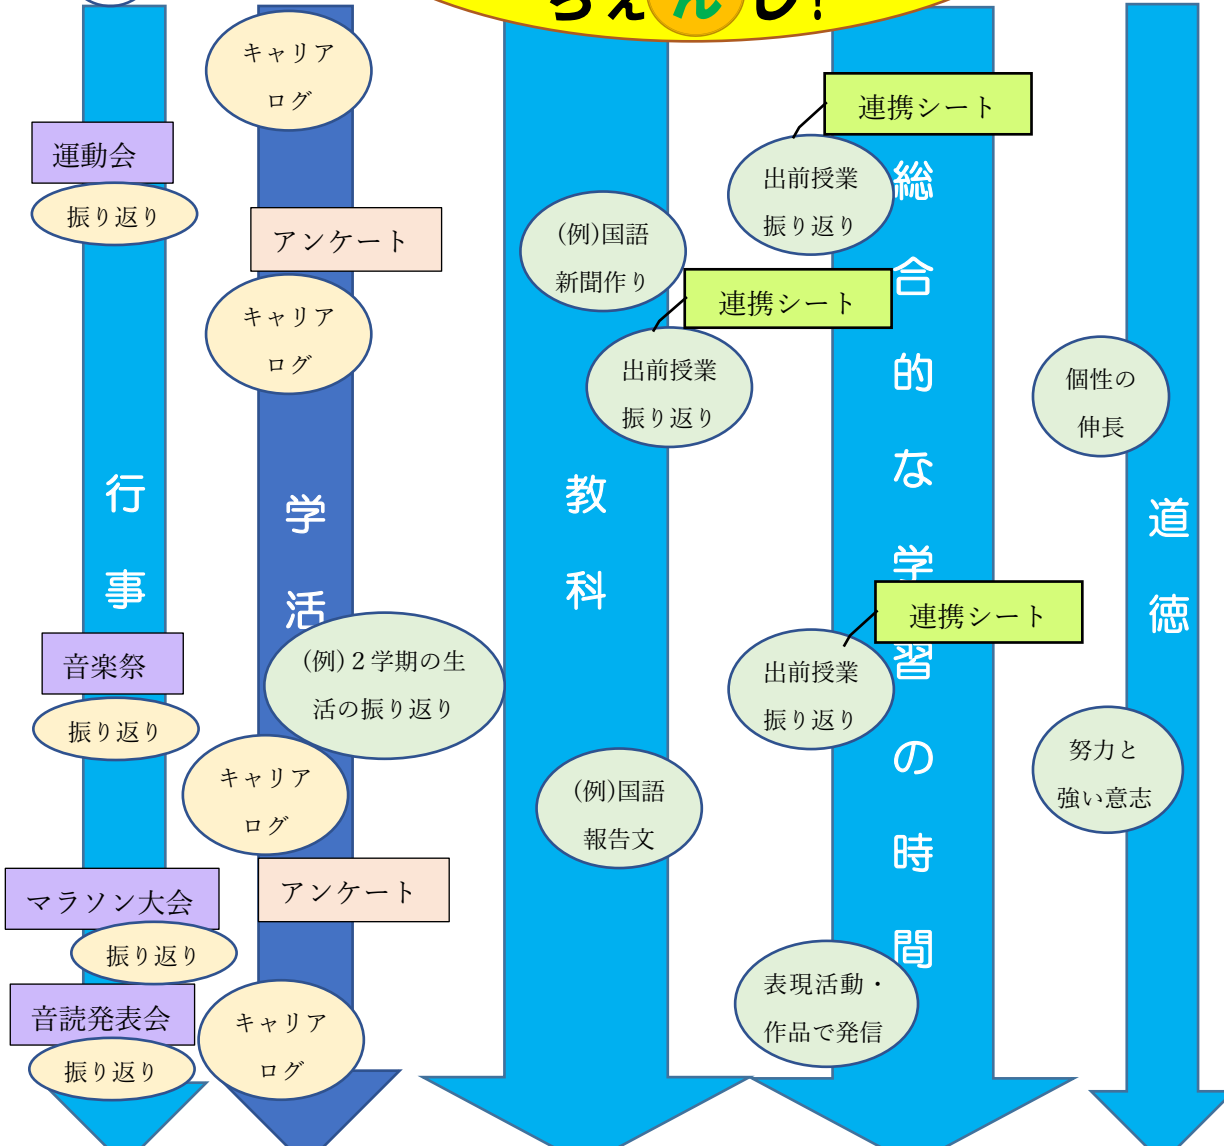 ちぇんじ!
キャリア
ログ
運動会
振り返り
アンケート
キャリア
ログ
行事
音楽祭
振り返り
マラソン大会
振り返り
音読発表会
振り返り
学活
(例)2学期の生
活の振り返り
キャリア
ログ
アンケート
キャリア
ログ
(例)国語
新聞作り
連携シート
出前授業
振り返り
教科
(例)国語
報告文
連携シート
出前授業
振り返り
総合的な学習の時間
連携シート
出前授業
振り返り
表現活動・
作品で発信
個性の
伸長
道徳
努力と
強い意志